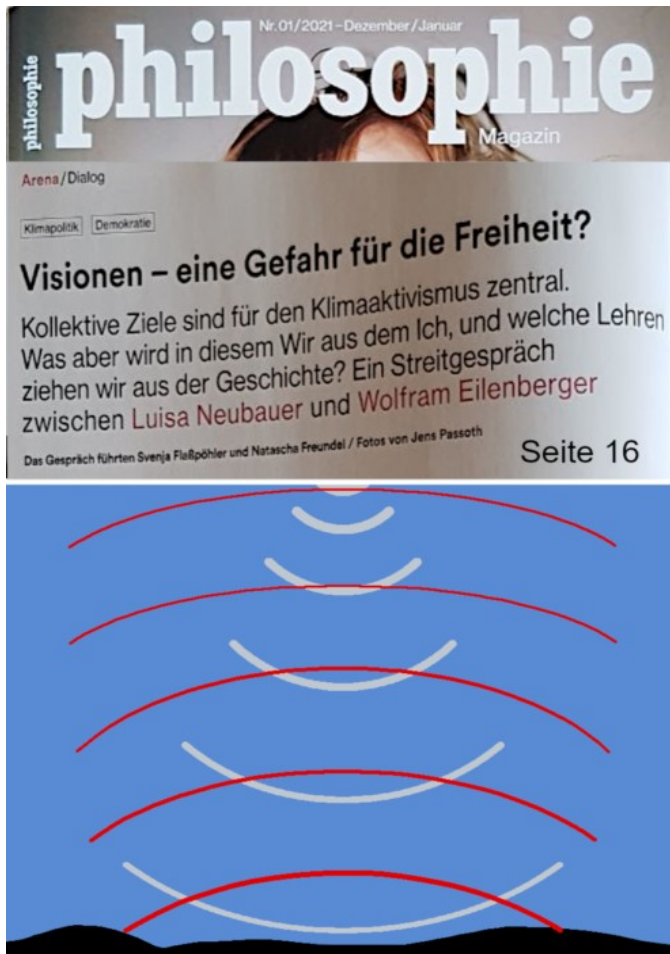 philosophie
Nr. 01/2021 – Dezember/Januar
philosophie
Magazin
Arena/Dialog
Klimapolitik Demokratie
Visionen – eine Gefahr für die Freiheit?
Kollektive Ziele sind für den Klimaaktivismus zentral.
Was aber wird in diesem Wir aus dem Ich, und welche Lehren
ziehen wir aus der Geschichte? Ein Streitgespräch
zwischen Luisa Neubauer und Wolfram Eilenberger
Das Gespräch führten Svenja Flaßpöhler und Natascha Freundel / Fotos von Jens Passoth
Seite 16